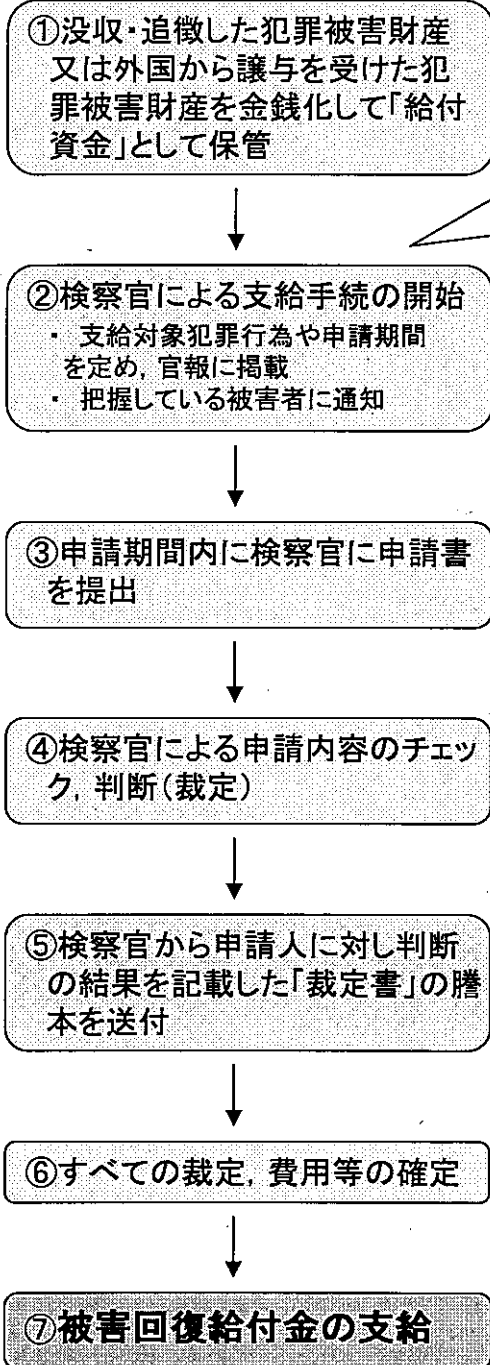 ①没収・追徴した犯罪被害財産
又は外国から譲与を受けた犯
罪被害財産を金銭化して「給付
資金」として保管
②検察官による支給手続の開始
・ 支給対象犯罪行為や申請期間
を定め，官報に掲載
・ 把握している被害者に通知
③申請期間内に検察官に申請書
を提出
④検察官による申請内容のチェッ
ク，判断（裁定）
⑤検察官から申請人に対し判断
の結果を記載した「裁定書」の謄
本を送付
⑥すべての裁定，費用等の確定
⑦被害回復給付金の支給